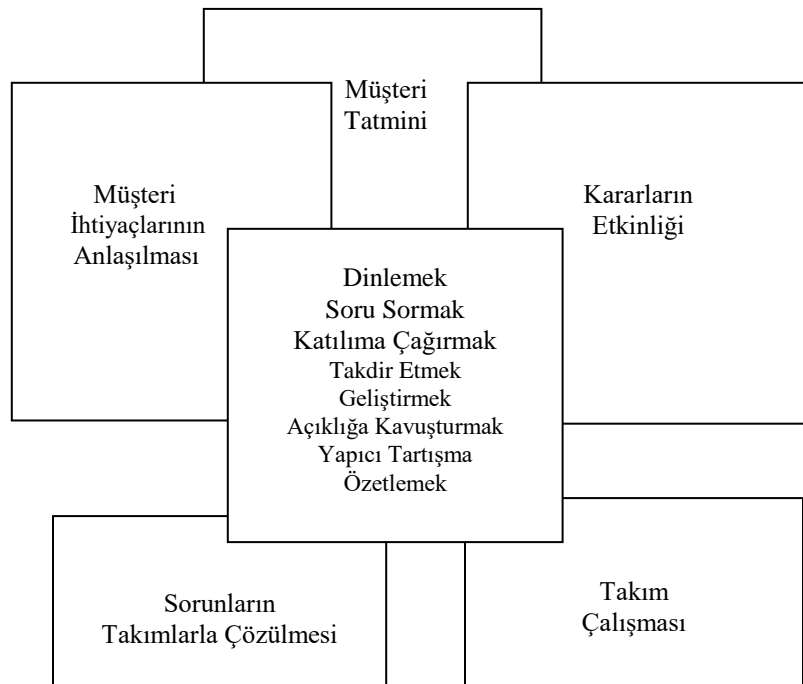 Müşteri
Tatmini
Müşteri
İhtiyaçlarının
Anlaşılması
Kararların
Etkinliği
Dinlemek
Soru Sormak
Katılıma Çağırmak
Takdir Etmek
Geliştirmek
Açıklığa Kavuşturmak
Yapıcı Tartışma
Özetlemek
Sorunların
Takımlarla Çözülmesi
Takım
Çalışması